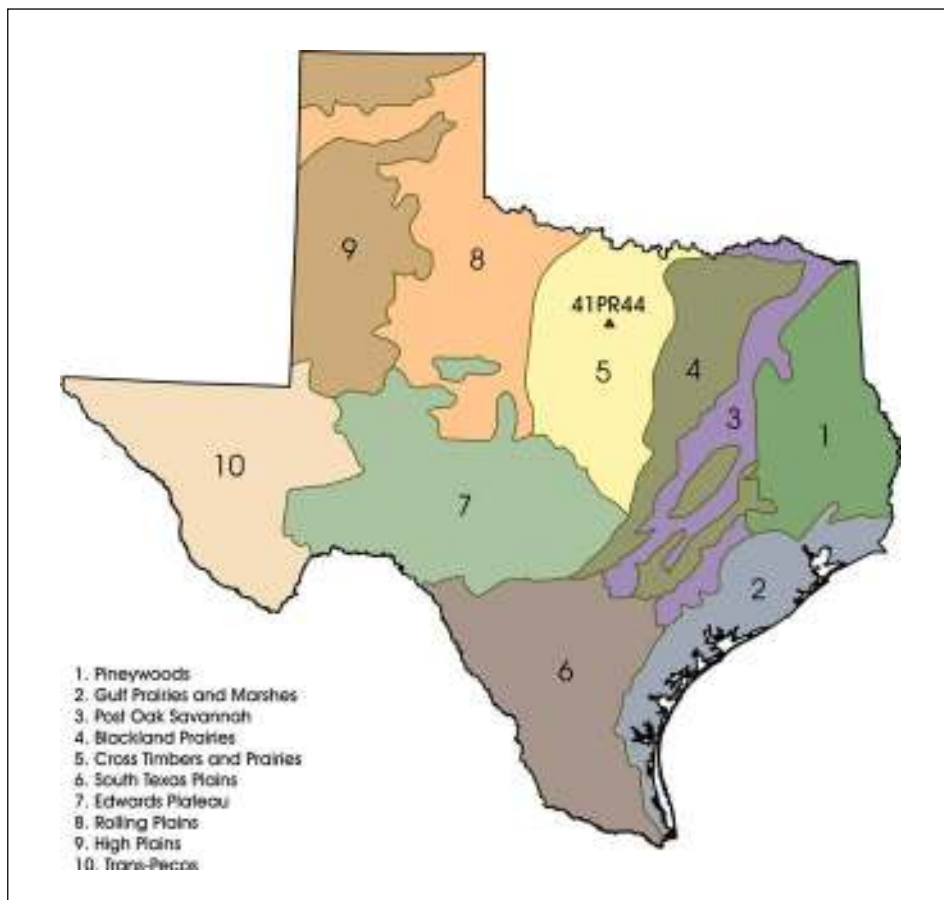 9
8
41PR44
5
4
3
1
10
7
2
6
1. Pineywoods
2. Gulf Prairies and Marshes
3. Post Oak Savannah
4. Blackland Prairies
5. Cross Timbers and Prairies
6. South Texas Plains
7. Edwards Plateau
8. Rolling Plains
9. High Plains
10. Trans-Pecos